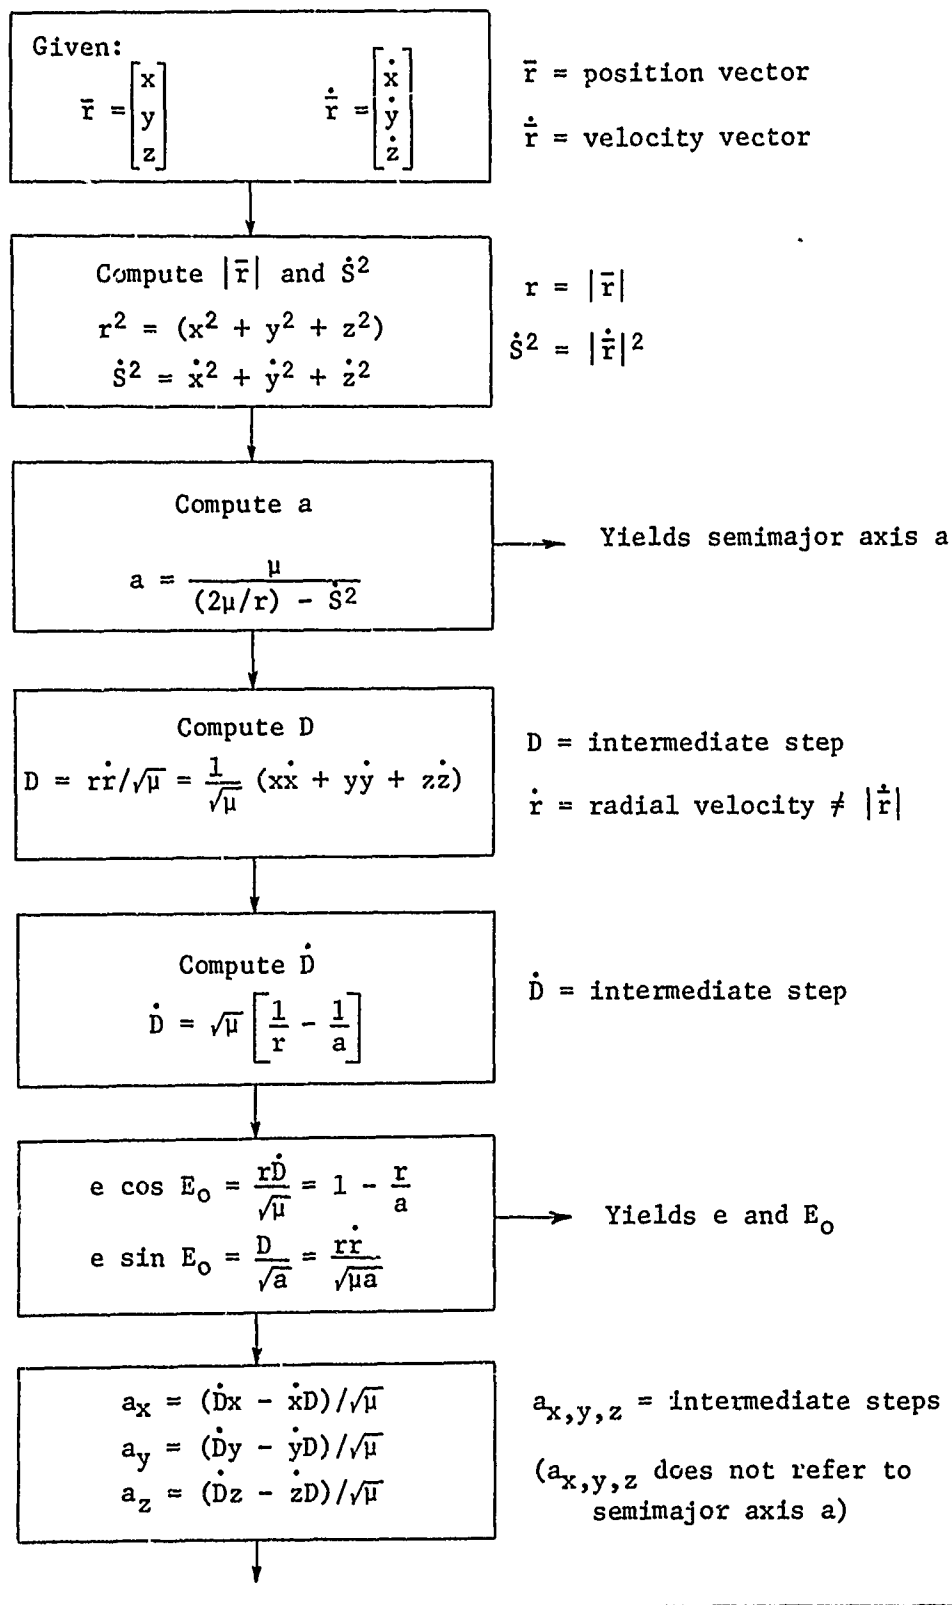 Given:
r̄ = [x y z]   ṙ̄ = [ẋ ẏ ż]
r̄ = position vector
ṙ̄ = velocity vector
Compute |r̄| and Ṡ²
r² = (x² + y² + z²)
Ṡ² = ẋ² + ẏ² + ż²
r = |r̄|
Ṡ² = |ṙ̄|²
Compute a
a = μ / ((2μ/r) - Ṡ²)
Yields semimajor axis a
Compute D
D = rṙ/√μ = 1/√μ (xẋ + yẏ + zż)
D = intermediate step
ṙ = radial velocity ≠ |ṙ̄|
Compute Ḋ
Ḋ = √μ [1/r - 1/a]
Ḋ = intermediate step
e cos E₀ = rḊ/√μ = 1 - r/a
e sin E₀ = D/√a = rṙ/√μa
Yields e and E₀
a_x = (Ḋx - ẋD)/√μ
a_y = (Ḋy - ẏD)/√μ
a_z = (Ḋz - żD)/√μ
a_x,y,z = intermediate steps
(a_x,y,z does not refer to
semimajor axis a)